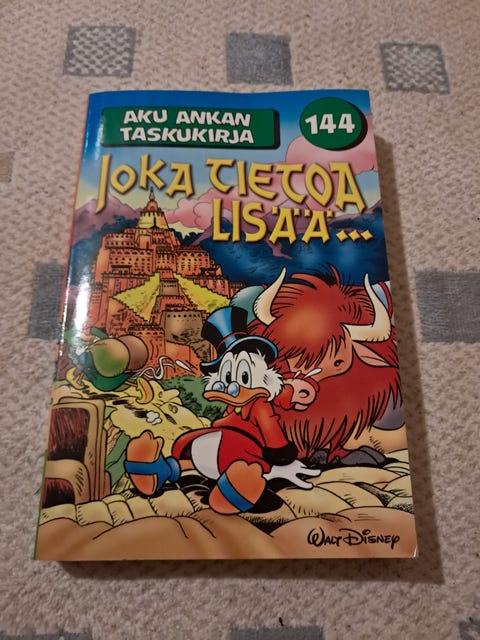 AKU ANKAN
TASKUKIRJA
144
JOKA TIETOA
LISÄÄ...
WALT DISNEY